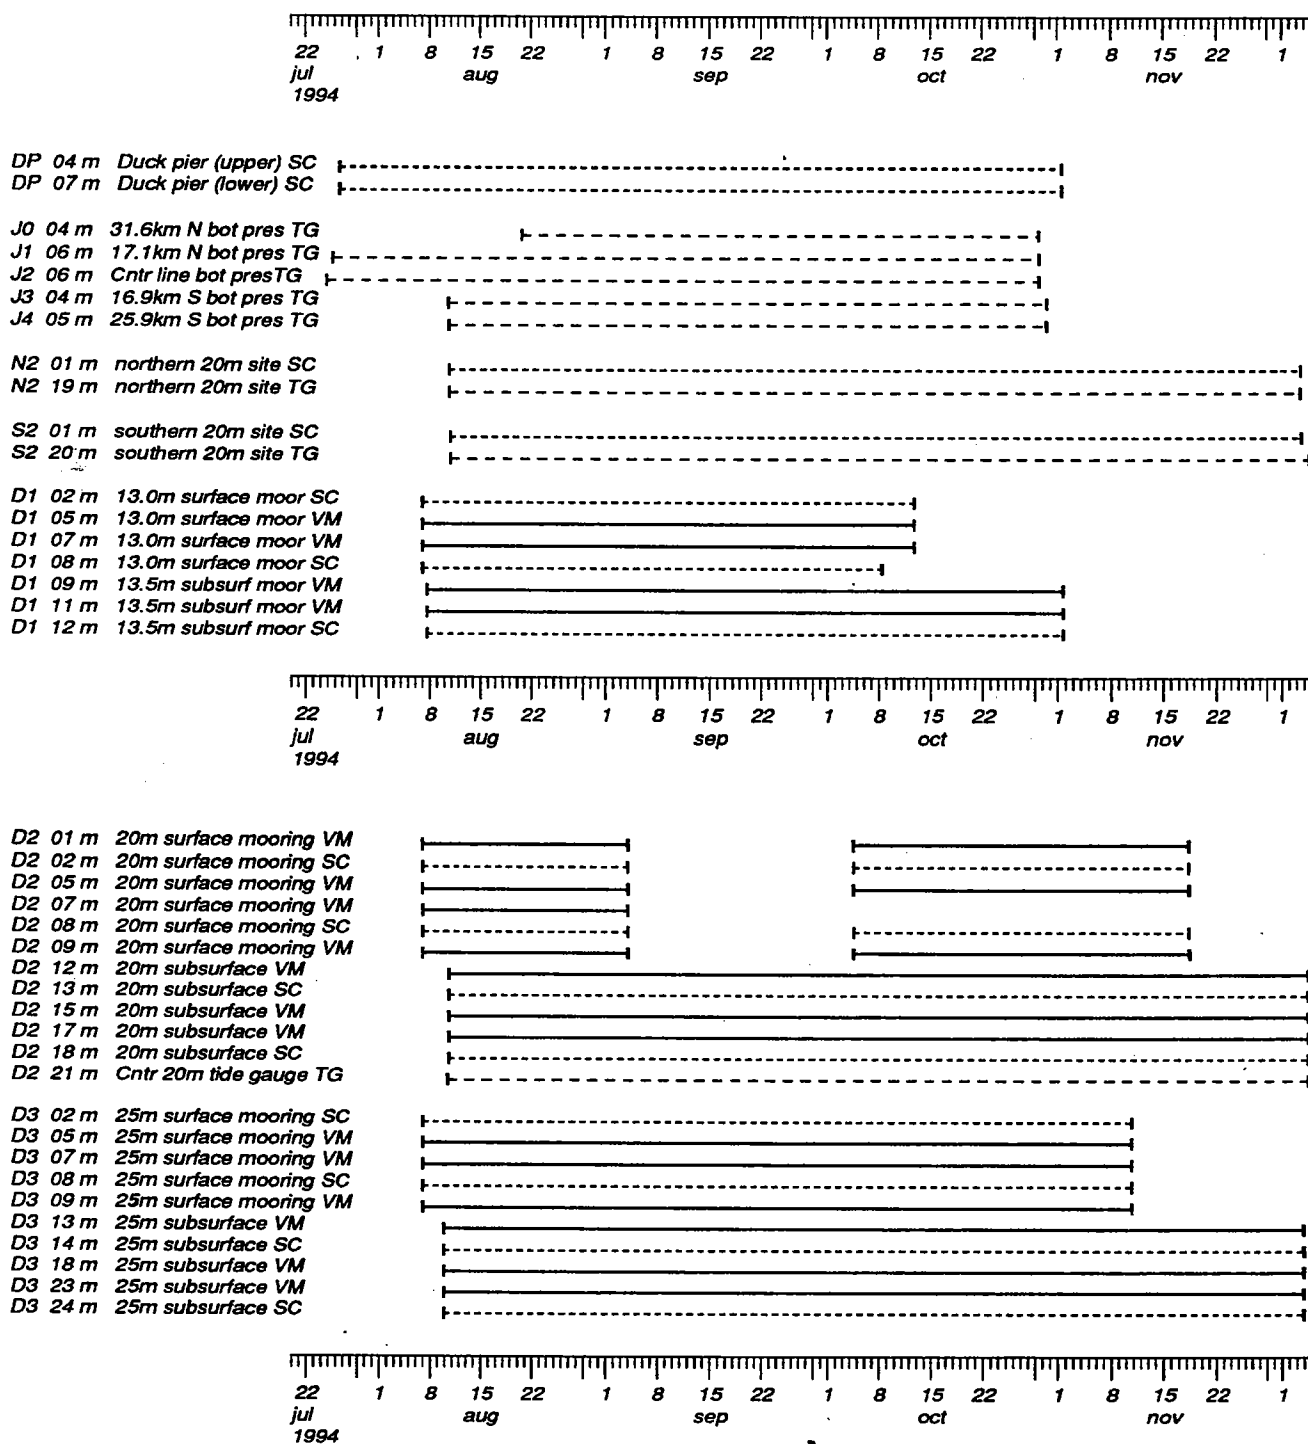 22 1 8 15 22 1 8 15 22 1 8 15 22 1 8 15 22 1
jul aug sep oct nov
1994
DP 04 m Duck pier (upper) SC
DP 07 m Duck pier (lower) SC
J0 04 m 31.6km N bot pres TG
J1 06 m 17.1km N bot pres TG
J2 06 m Cntr line bot presTG
J3 04 m 16.9km S bot pres TG
J4 05 m 25.9km S bot pres TG
N2 01 m northern 20m site SC
N2 19 m northern 20m site TG
S2 01 m southern 20m site SC
S2 20 m southern 20m site TG
D1 02 m 13.0m surface moor SC
D1 05 m 13.0m surface moor VM
D1 07 m 13.0m surface moor VM
D1 08 m 13.0m surface moor SC
D1 09 m 13.5m subsurf moor VM
D1 11 m 13.5m subsurf moor VM
D1 12 m 13.5m subsurf moor SC
22 1 8 15 22 1 8 15 22 1 8 15 22 1 8 15 22 1
jul aug sep oct nov
1994
D2 01 m 20m surface mooring VM
D2 02 m 20m surface mooring SC
D2 05 m 20m surface mooring VM
D2 07 m 20m surface mooring VM
D2 08 m 20m surface mooring SC
D2 09 m 20m surface mooring VM
D2 12 m 20m subsurface VM
D2 13 m 20m subsurface SC
D2 15 m 20m subsurface VM
D2 17 m 20m subsurface VM
D2 18 m 20m subsurface SC
D2 21 m Cntr 20m tide gauge TG
D3 02 m 25m surface mooring SC
D3 05 m 25m surface mooring VM
D3 07 m 25m surface mooring VM
D3 08 m 25m surface mooring SC
D3 09 m 25m surface mooring VM
D3 13 m 25m subsurface VM
D3 14 m 25m subsurface SC
D3 18 m 25m subsurface VM
D3 23 m 25m subsurface VM
D3 24 m 25m subsurface SC
22 1 8 15 22 1 8 15 22 1 8 15 22 1 8 15 22 1
jul aug sep oct nov
1994